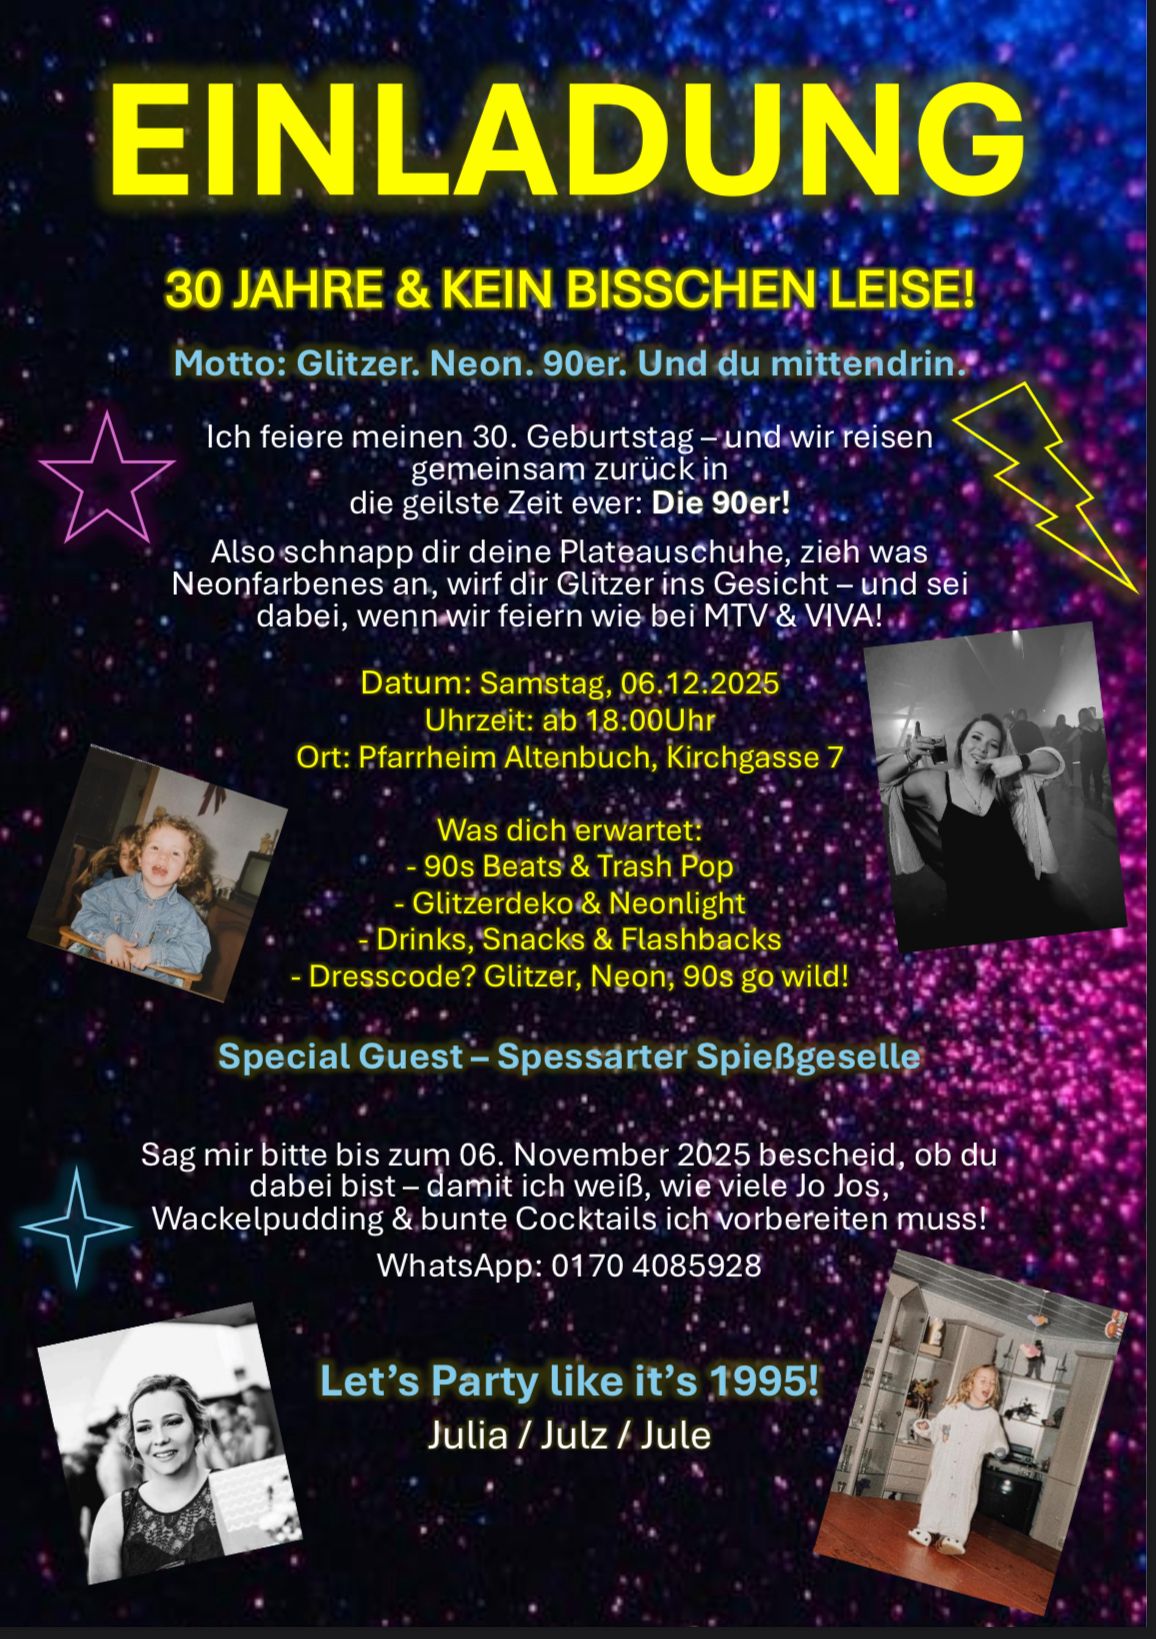 EINLADUNG
30 JAHRE & KEIN BISSCHEN LEISE!
Motto: Glitzer. Neon. 90er. Und du mittendrin.
Ich feiere meinen 30. Geburtstag – und wir reisen
gemeinsam zurück in
die geilste Zeit ever: Die 90er!
Also schnapp dir deine Plateauschuhe, zieh was
Neonfarbenes an, wirf dir Glitzer ins Gesicht – und sei
dabei, wenn wir feiern wie bei MTV & VIVA!
Datum: Samstag, 06.12.2025
Uhrzeit: ab 18.00Uhr
Ort: Pfarrheim Altenbuch, Kirchgasse 7
Was dich erwartet:
- 90s Beats & Trash Pop
- Glitzerdeko & Neonlight
- Drinks, Snacks & Flashbacks
- Dresscode? Glitzer, Neon, 90s go wild!
Special Guest – Spessarter Spießgeselle
Sag mir bitte bis zum 06. November 2025 bescheid, ob du
dabei bist – damit ich weiß, wie viele Jo Jos,
Wackelpudding & bunte Cocktails ich vorbereiten muss!
WhatsApp: 0170 4085928
Let’s Party like it’s 1995!
Julia / Julz / Jule